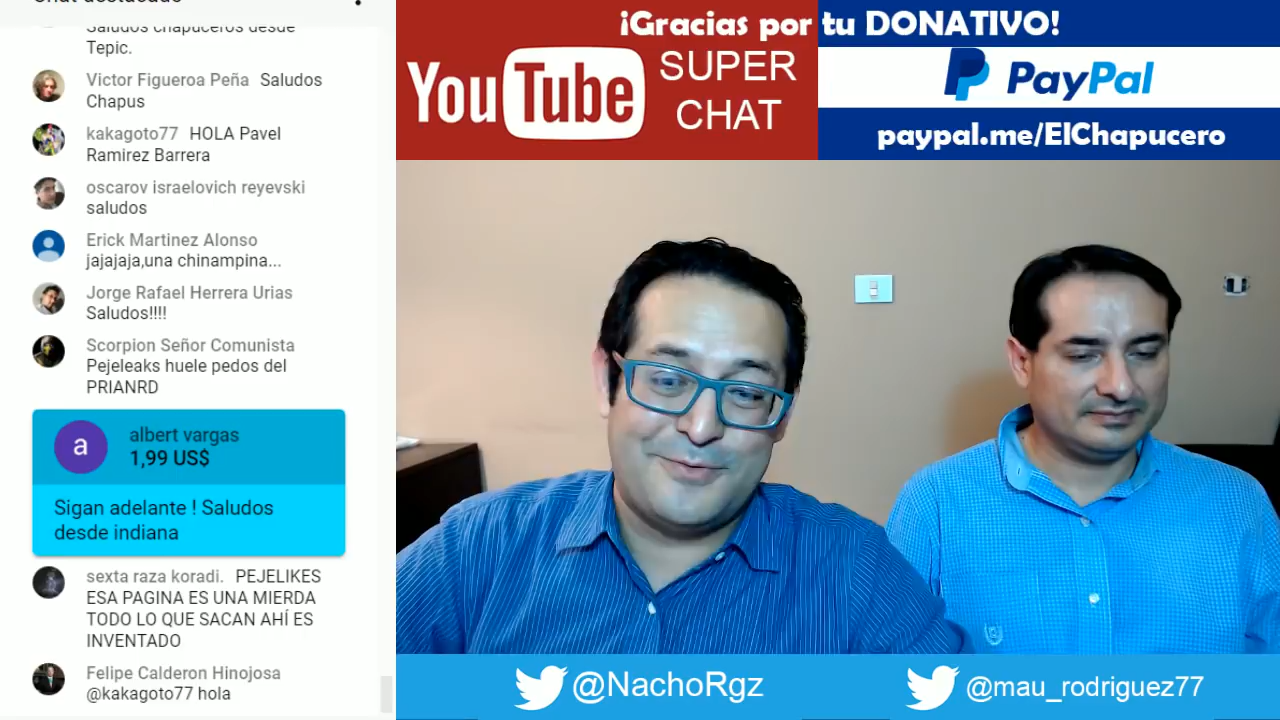 Chat destacado
Saludos chapuceros desde
Tepic.
Victor Figueroa Peña Saludos
Chapus
kakagoto77 HOLA Pavel
Ramirez Barrera
oscarov israelovich reyevski
saludos
Erick Martinez Alonso
jajajaja,una chinampina...
Jorge Rafael Herrera Urias
Saludos!!!!
Scorpion Señor Comunista
Pejeleaks huele pedos del
PRIANRD
a
albert vargas
1,99 US$
Sigan adelante ! Saludos
desde indiana
sexta raza koradi. PEJELIKES
ESA PAGINA ES UNA MIERDA
TODO LO QUE SACAN AHÍ ES
INVENTADO
Felipe Calderon Hinojosa
@kakagoto77 hola
¡Gracias por tu DONATIVO!
YouTube
SUPER
CHAT
PayPal
paypal.me/ElChapucero
@NachoRgz
@mau_rodriguez77